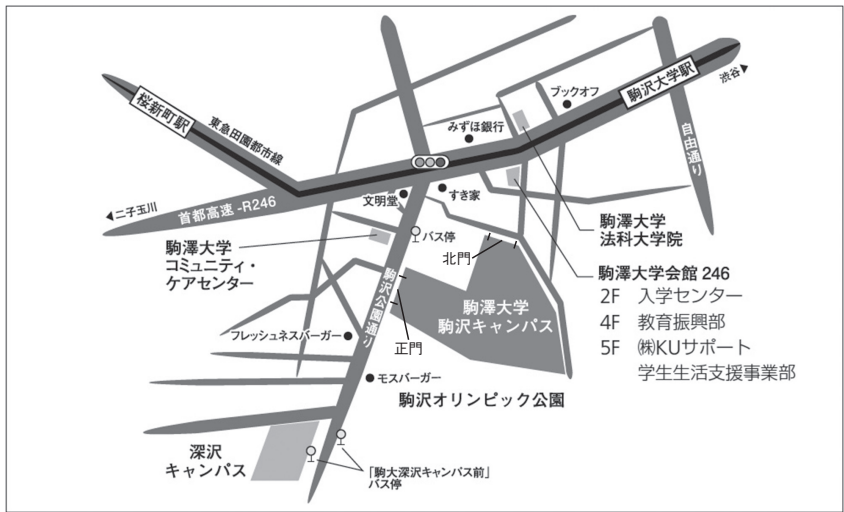 ブックオフ
駒沢大学駅
渋谷▶
桜新町駅
東急田園都市線
みずほ銀行
自由通り
◀二子玉川
首都高速-R246
文明堂
すき家
バス停
北門
駒澤大学
法科大学院
駒澤大学
コミュニティ・
ケアセンター
駒澤大学会館 246
2F 入学センター
4F 教育振興部
5F ㈱KUサポート
学生生活支援事業部
駒沢公園通り
駒澤大学
駒沢キャンパス
フレッシュネスバーガー
正門
モスバーガー
駒沢オリンピック公園
深沢
キャンパス
「駒大深沢キャンパス前」
バス停